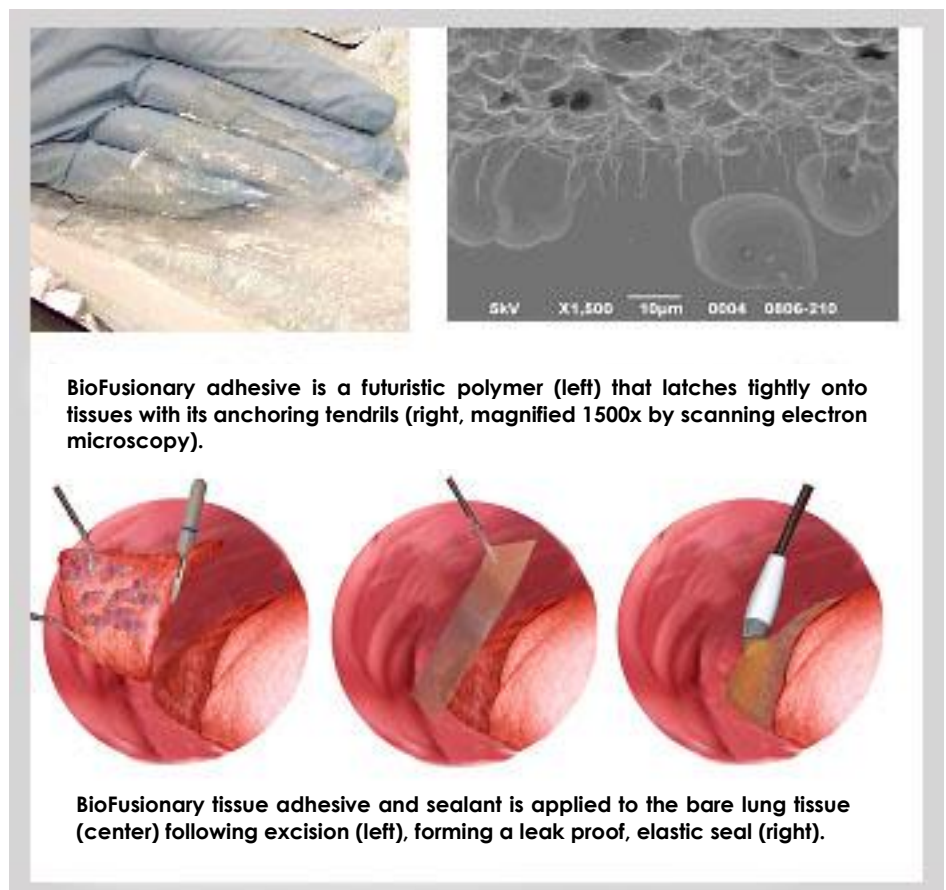 5kV X1,500 10µm 0004 0806-210
BioFusionary adhesive is a futuristic polymer (left) that latches tightly onto
tissues with its anchoring tendrils (right, magnified 1500x by scanning electron
microscopy).
BioFusionary tissue adhesive and sealant is applied to the bare lung tissue
(center) following excision (left), forming a leak proof, elastic seal (right).